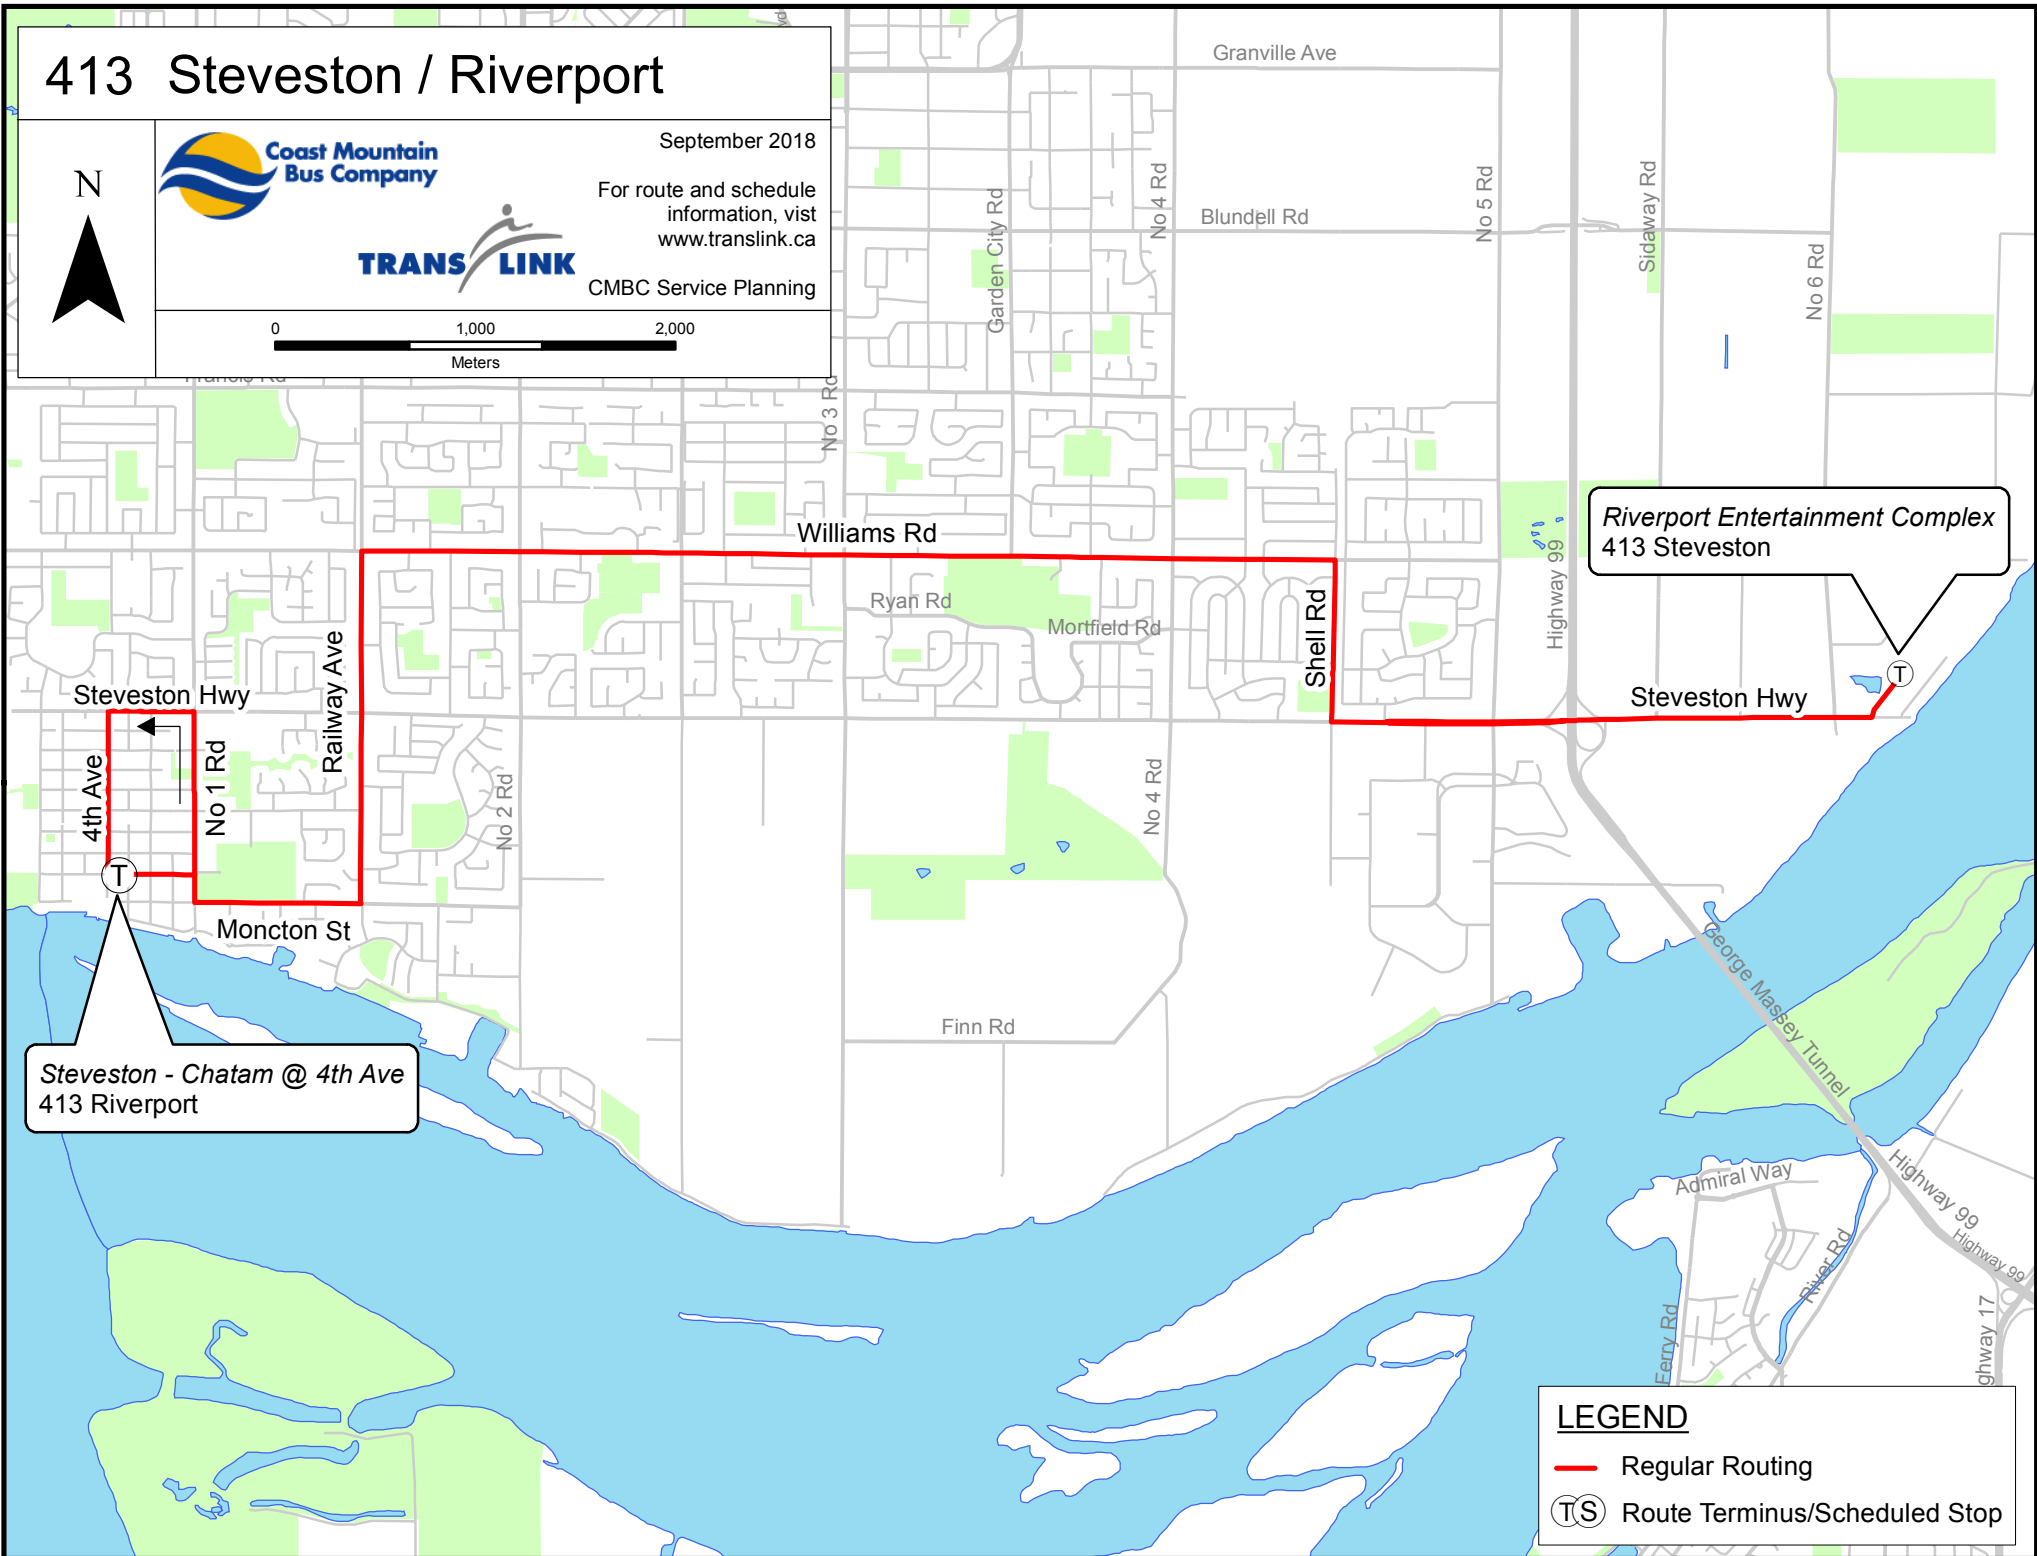 413 Steveston / Riverport
N
Coast Mountain
Bus Company
TRANS LINK
September 2018
For route and schedule
information, vist
www.translink.ca
CMBC Service Planning
0 1,000 2,000
Meters
Granville Ave
Blundell Rd
Garden City Rd
No 4 Rd
No 5 Rd
Sidaway Rd
No 6 Rd
Francis Rd
No 3 Rd
Williams Rd
Riverport Entertainment Complex
413 Steveston
Highway 99
Ryan Rd
Mortfield Rd
Shell Rd
Railway Ave
Steveston Hwy
Steveston Hwy
T
4th Ave
No 1 Rd
No 2 Rd
No 4 Rd
T
Moncton St
George Massey Tunnel
Finn Rd
Steveston - Chatam @ 4th Ave
413 Riverport
Admiral Way
Highway 99
Highway 99
River Rd
Ferry Rd
ghway 17
LEGEND
Regular Routing
TS Route Terminus/Scheduled Stop